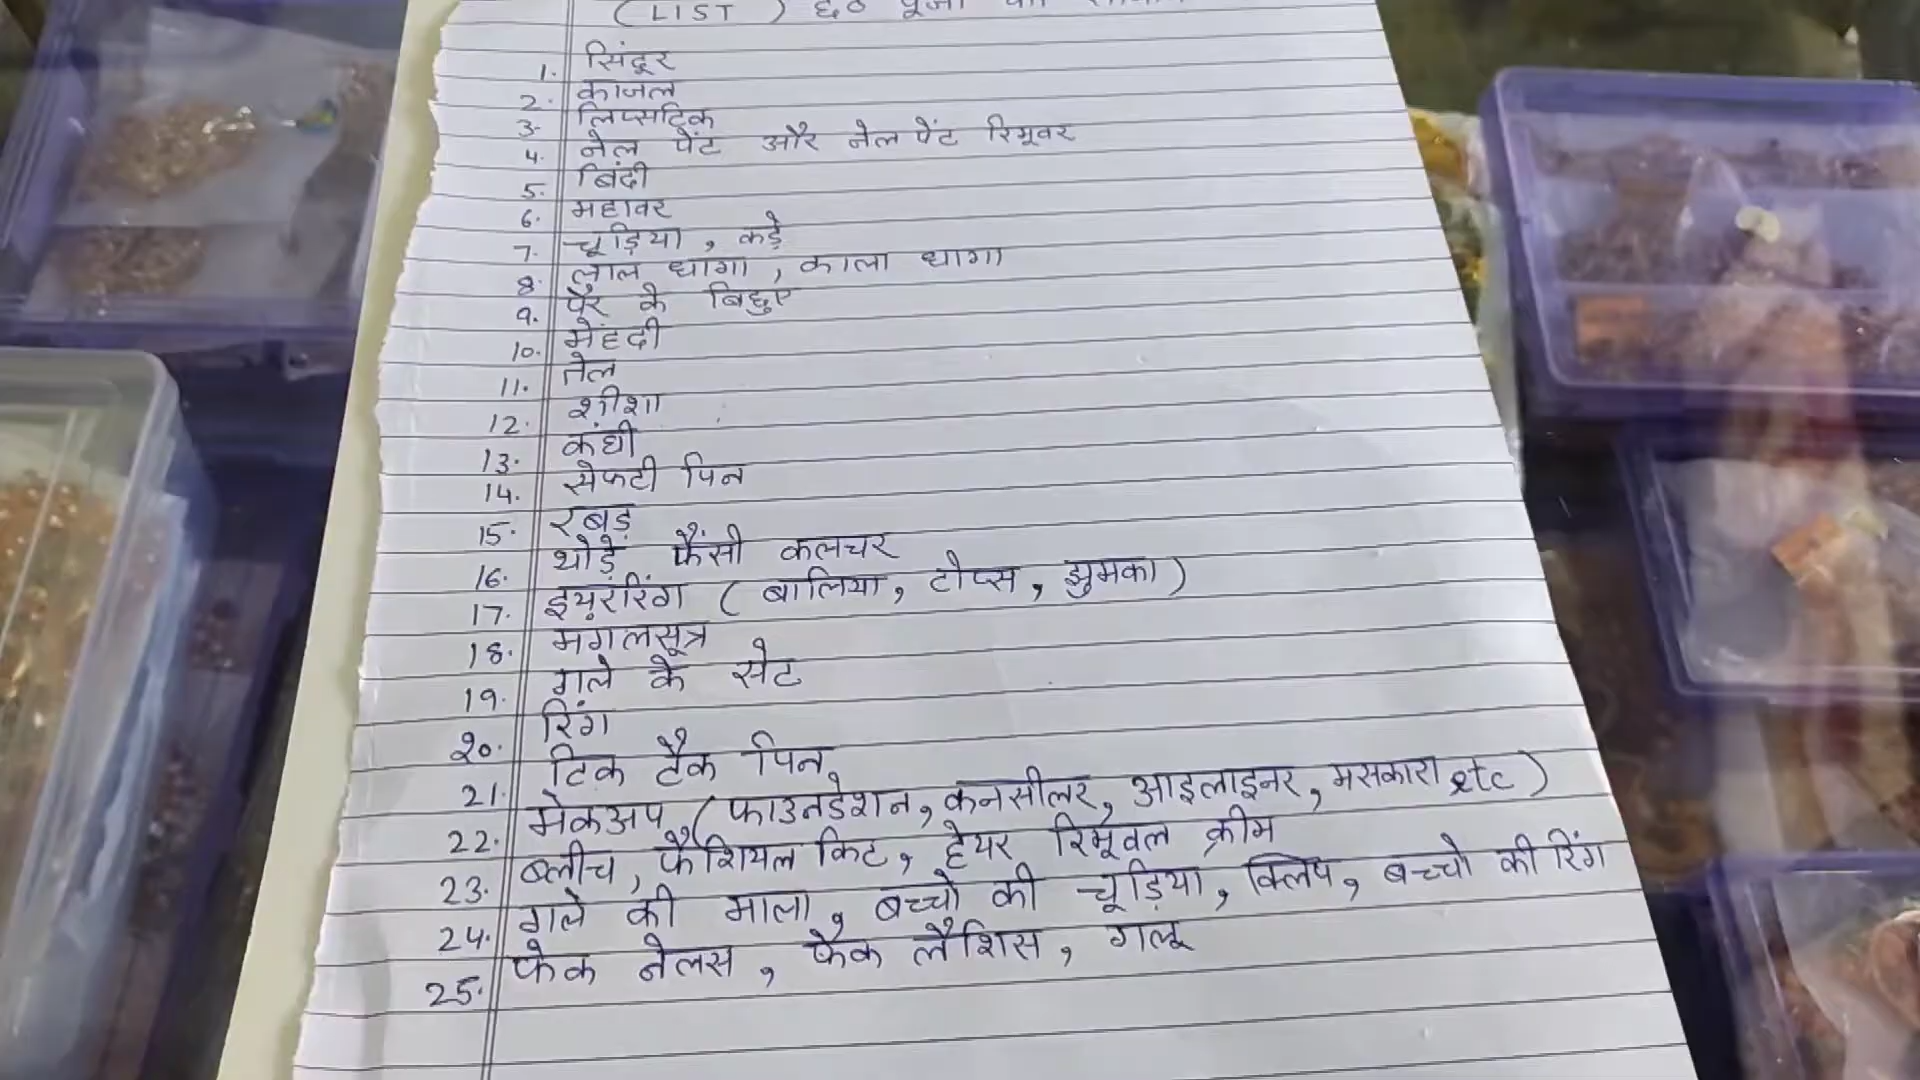 (LIST) छठ पूजा का
1. सिंदूर
2. काजल
3- लिप्सटिक
4. नेल पेंट और नेल पेंट रिमूवर
5. बिंदी
6. महावर
7. चूड़िया, कड़े
8. लाल धागा, काला धागा
9. पैर के बिछुए
10. मेहंदी
11. तेल
12. शीशा
13. कंघी
14. सेफटी पिन
15. रबड़
16. थोड़े फैंसी कलचर
17. इयररिंग (बालिया, टोप्स, झुमका)
18. मंगलसूत्र
19. गले के सेट
20. रिंग
21. टिक टैक पिन
22. मेकअप (फाउनडेशन, कनसीलर, आइलाइनर, मसकारा etc)
23. ब्लीच, फैशियल किट, हेयर रिमूवल क्रीम
24. गले की माला, बच्चो की चूड़िया, क्लिप, बच्चो की रिंग
25. फेक नेलस, फैक लैशिस, गलू